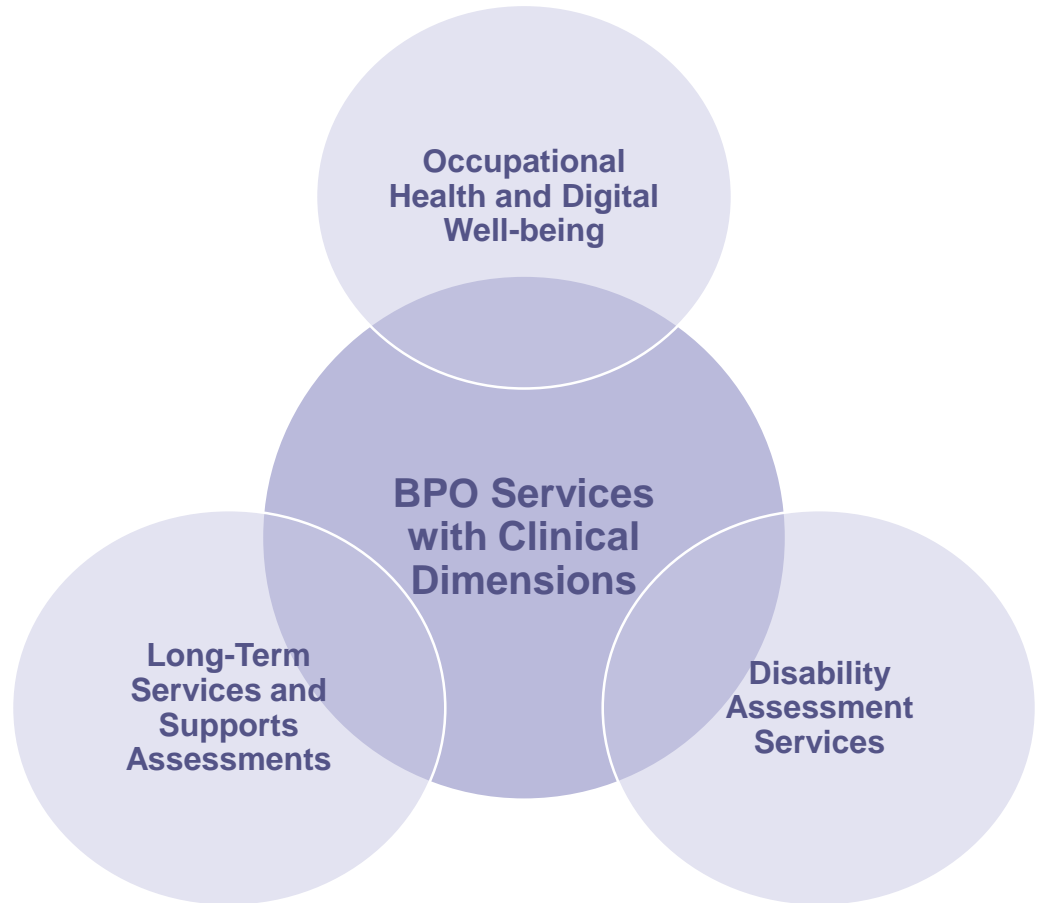 Occupational
Health and Digital
Well-being
BPO Services
with Clinical
Dimensions
Long-Term
Services and
Supports
Assessments
Disability
Assessment
Services